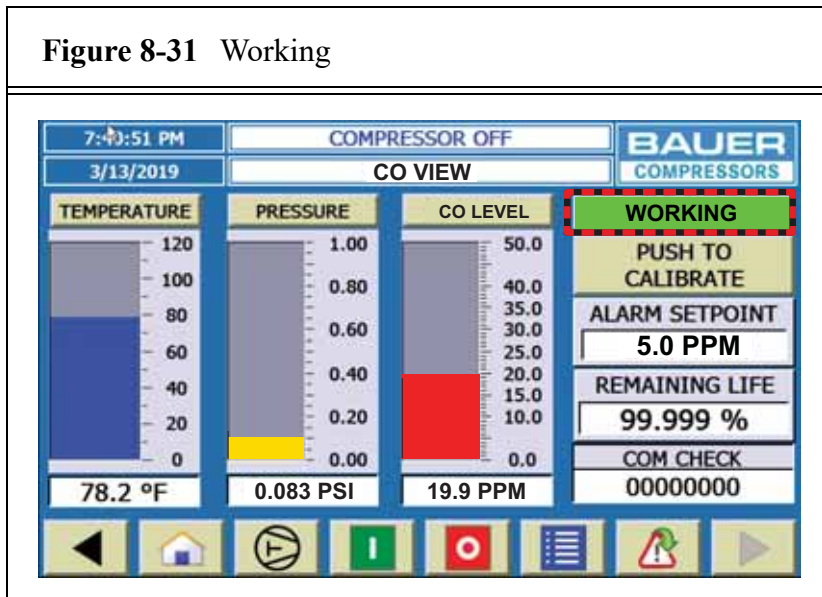 Figure 8-31 Working
7:40:51 PM
COMPRESSOR OFF
BAUER
COMPRESSORS
3/13/2019
CO VIEW
TEMPERATURE
PRESSURE
CO LEVEL
WORKING
120
100
80
60
40
20
0
78.2 ºF
1.00
0.80
0.60
0.40
0.20
0.00
0.083 PSI
50.0
40.0
35.0
30.0
25.0
20.0
15.0
10.0
0.0
19.9 PPM
PUSH TO
CALIBRATE
ALARM SETPOINT
5.0 PPM
REMAINING LIFE
99.999 %
COM CHECK
00000000